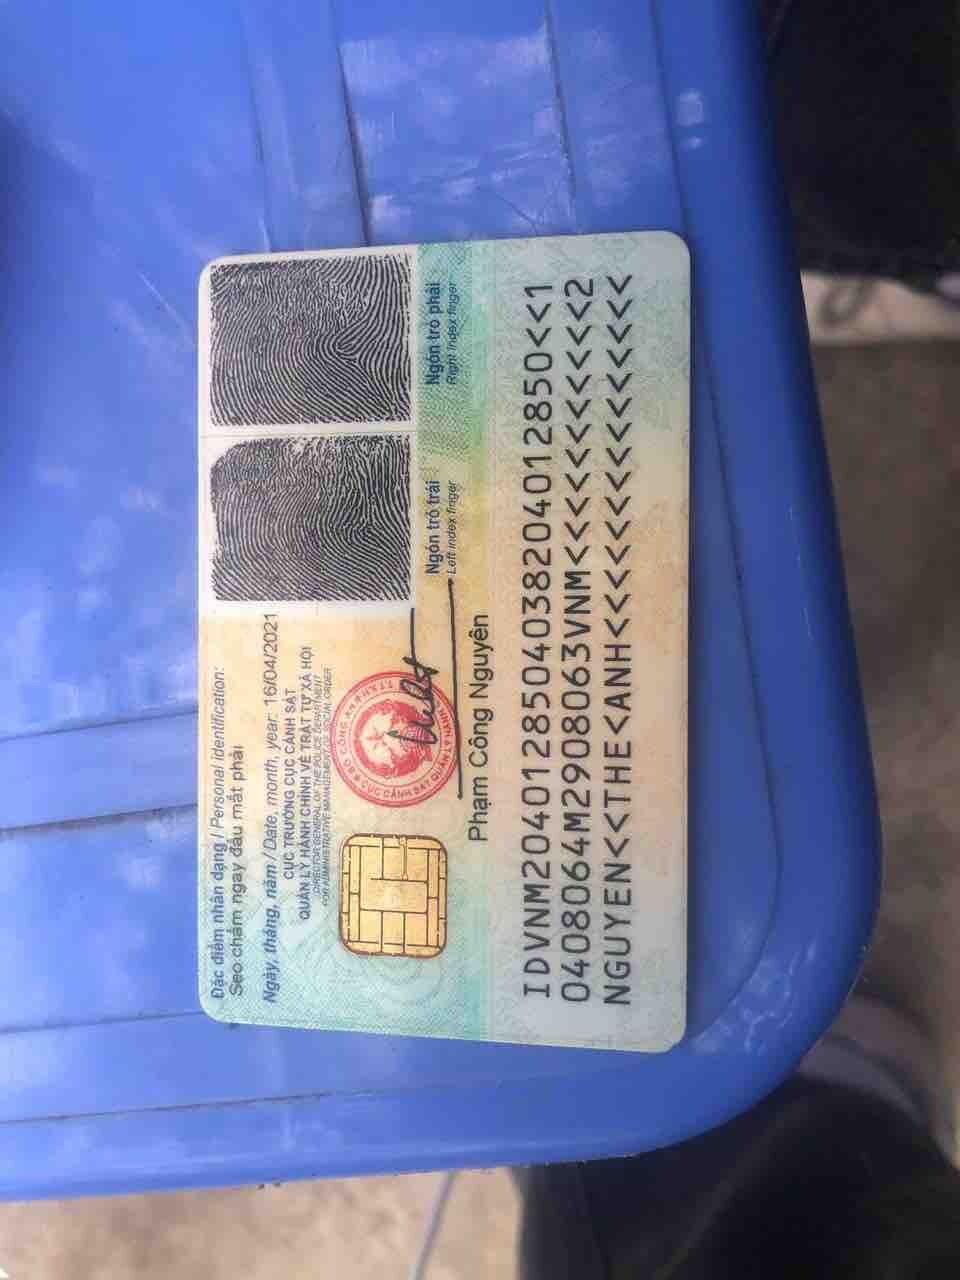 Đặc điểm nhân dạng / Personal identification:
Sẹo chấm ngay đầu mắt phải
Ngày, tháng, năm / Date, month, year: 16/04/2021
CỤC TRƯỞNG CỤC CẢNH SÁT
QUẢN LÝ HÀNH CHÍNH VỀ TRẬT TỰ XÃ HỘI
DIRECTOR GENERAL OF THE POLICE DEPARTMENT
FOR ADMINISTRATIVE MANAGEMENT OF SOCIAL ORDER
BỘ CÔNG AN
Phạm Công Nguyên
Ngón trỏ trái
Left index finger
Ngón trỏ phải
Right index finger
IDVNM2040128504038204012850<<1
0408064M2908063VNM<<<<<<<<<<<2
NGUYEN<<THE<ANH<<<<<<<<<<<<<<<